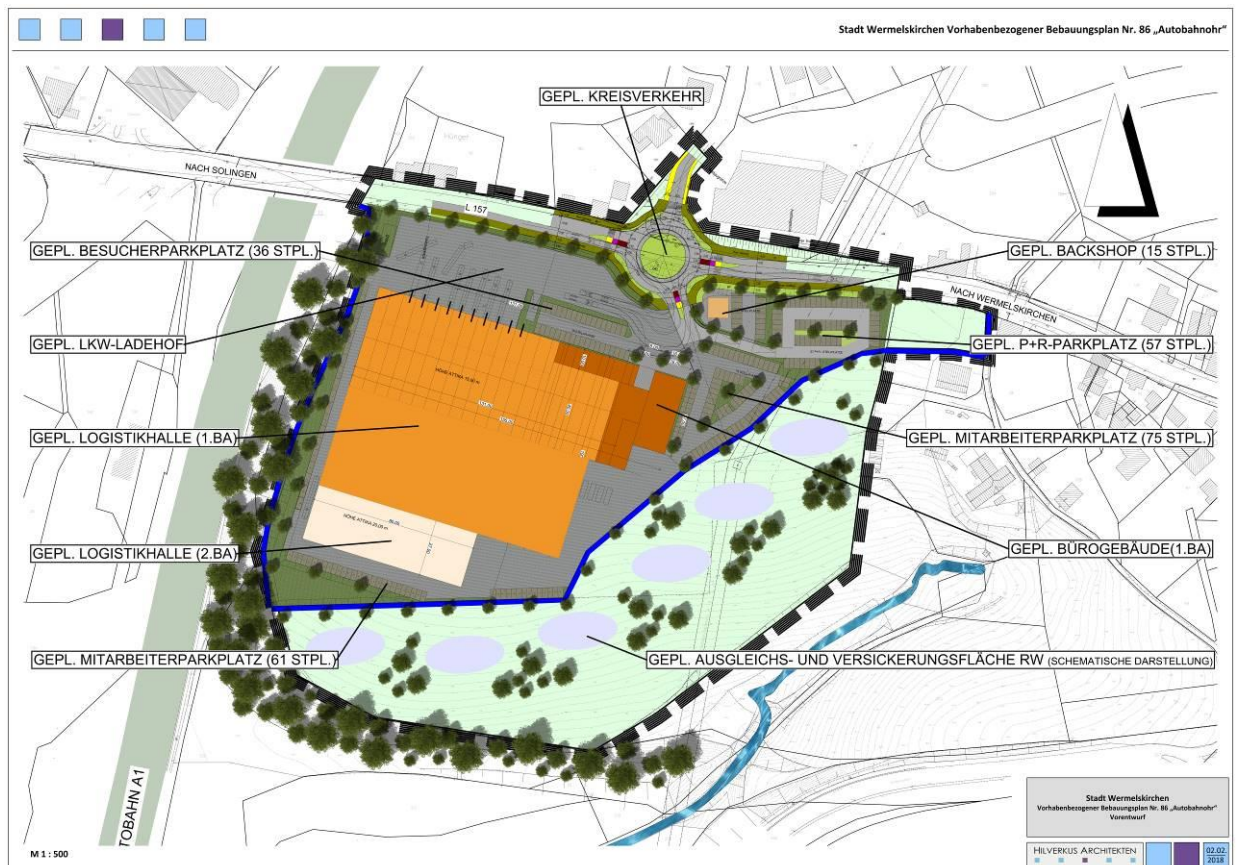 Stadt Wermelskirchen Vorhabenbezogener Bebauungsplan Nr. 86 „Autobahnohr“
GEPL. KREISVERKEHR
NACH SOLINGEN
L 157
GEPL. BESUCHERPARKPLATZ (36 STPL.)
GEPL. BACKSHOP (15 STPL.)
NACH WERMELSKIRCHEN
GEPL. LKW-LADEHOF
GEPL. P+R-PARKPLATZ (57 STPL.)
GEPL. LOGISTIKHALLE (1.BA)
GEPL. MITARBEITERPARKPLATZ (75 STPL.)
GEPL. LOGISTIKHALLE (2.BA)
GEPL. BÜROGEBÄUDE(1.BA)
GEPL. MITARBEITERPARKPLATZ (61 STPL.)
GEPL. AUSGLEICHS- UND VERSICKERUNGSFLÄCHE RW (SCHEMATISCHE DARSTELLUNG)
TOBAHN A1
Stadt Wermelskirchen
Vorhabenbezogener Bebauungsplan Nr. 86 „Autobahnohr“
Vorentwurf
M 1 : 500
HILVERKUS ARCHITEKTEN
02.02.
2018